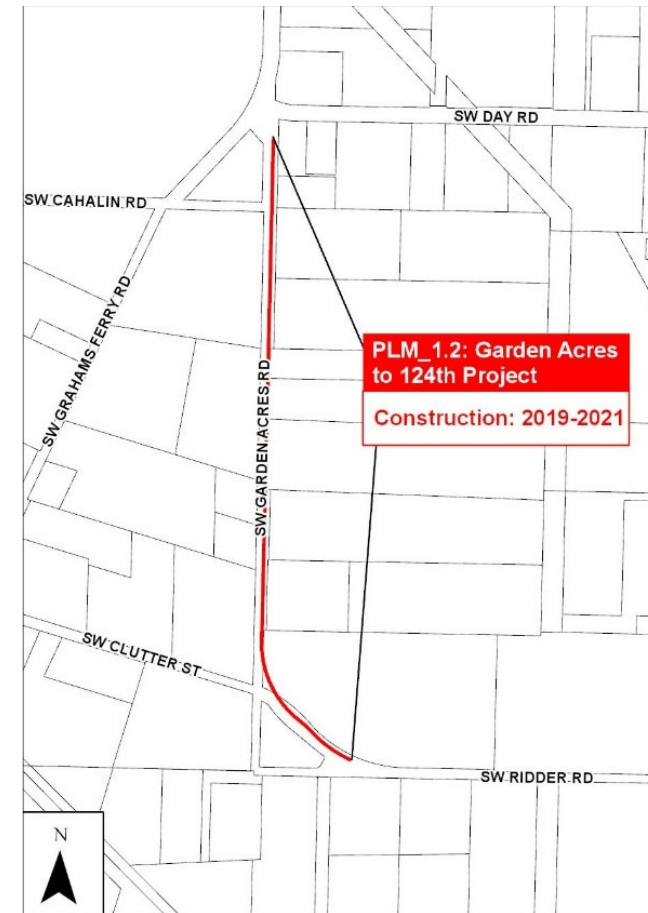 SW DAY RD
SW CAHALIN RD
SW GRAHAMS FERRY RD
PLM_1.2: Garden Acres
to 124th Project
Construction: 2019-2021
SW GARDEN ACRES RD
SW CLUTTER ST
SW RIDDER RD
N